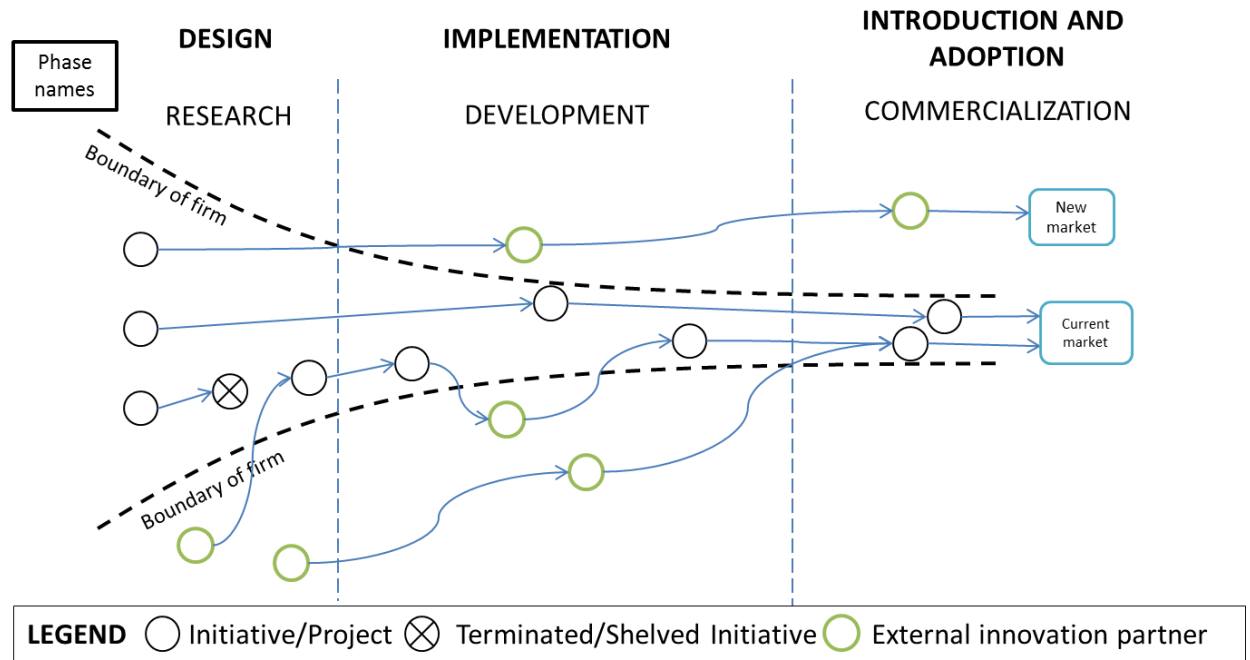 Phase
names
DESIGN
IMPLEMENTATION
INTRODUCTION AND
ADOPTION
RESEARCH
DEVELOPMENT
COMMERCIALIZATION
Boundary of firm
New
market
Current
market
Boundary of firm
LEGEND Initiative/Project Terminated/Shelved Initiative External innovation partner